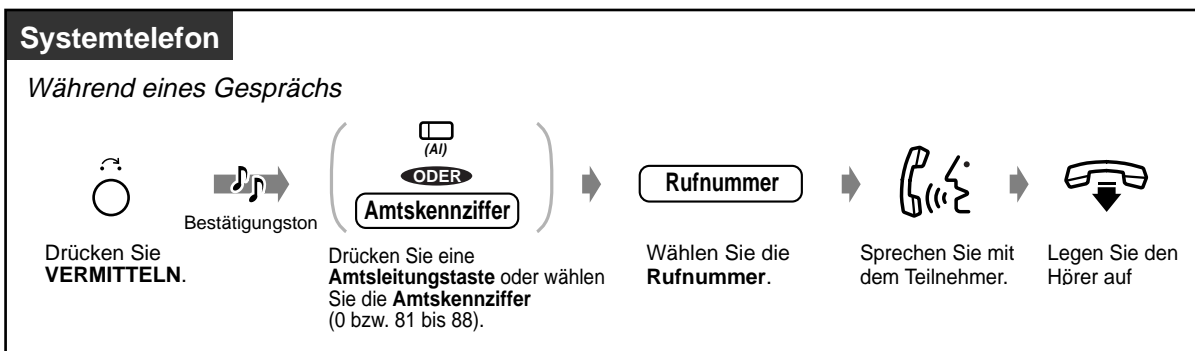 Systemtelefon
Während eines Gesprächs
(Al)
ODER
Amtskennziffer
Rufnummer
Bestätigungston
Drücken Sie
VERMITTELN.
Drücken Sie eine
Amtsleitungstaste oder wählen
Sie die Amtskennziffer
(0 bzw. 81 bis 88).
Wählen Sie die
Rufnummer.
Sprechen Sie mit
dem Teilnehmer.
Legen Sie den
Hörer auf